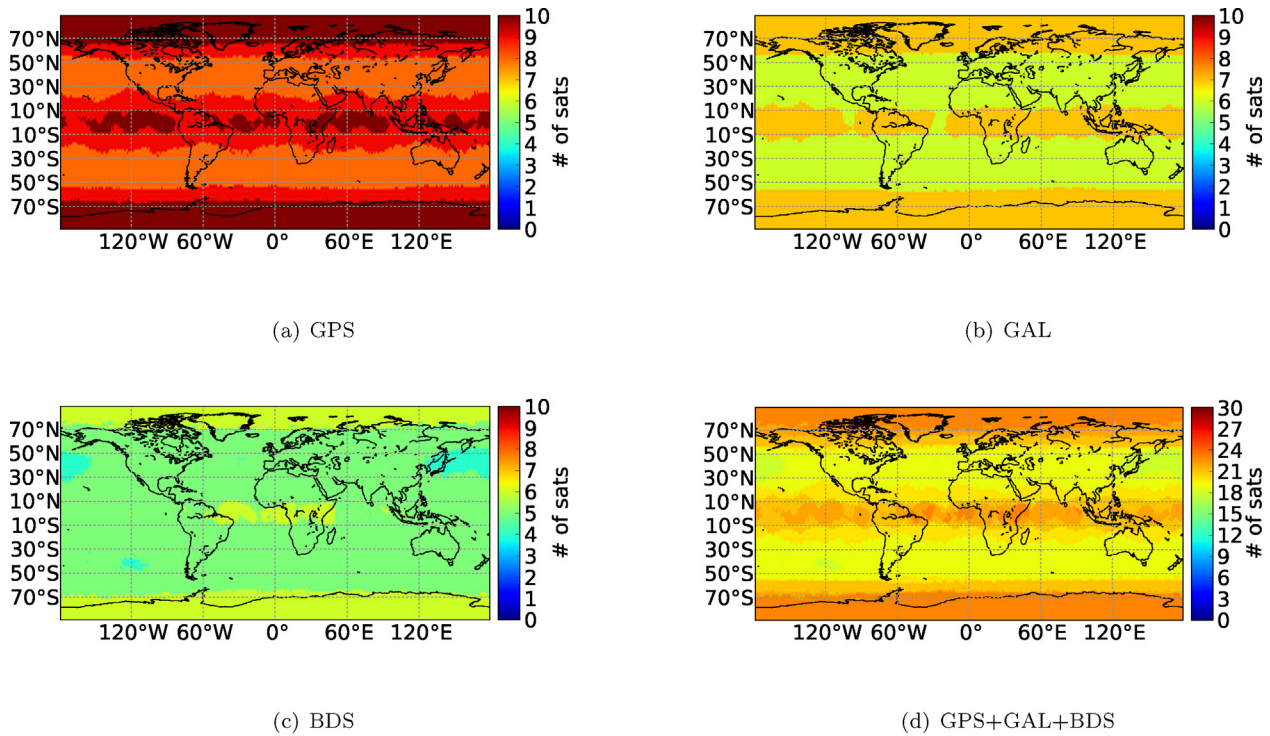 70°N
50°N
30°N
10°N
10°S
30°S
50°S
70°S
120°W 60°W 0° 60°E 120°E
10
9
8
7
6
5
4
3
2
1
0
# of sats
(a) GPS
70°N
50°N
30°N
10°N
10°S
30°S
50°S
70°S
120°W 60°W 0° 60°E 120°E
10
9
8
7
6
5
4
3
2
1
0
# of sats
(b) GAL
70°N
50°N
30°N
10°N
10°S
30°S
50°S
70°S
120°W 60°W 0° 60°E 120°E
10
9
8
7
6
5
4
3
2
1
0
# of sats
(c) BDS
70°N
50°N
30°N
10°N
10°S
30°S
50°S
70°S
120°W 60°W 0° 60°E 120°E
30
27
24
21
18
15
12
9
6
3
0
# of sats
(d) GPS+GAL+BDS